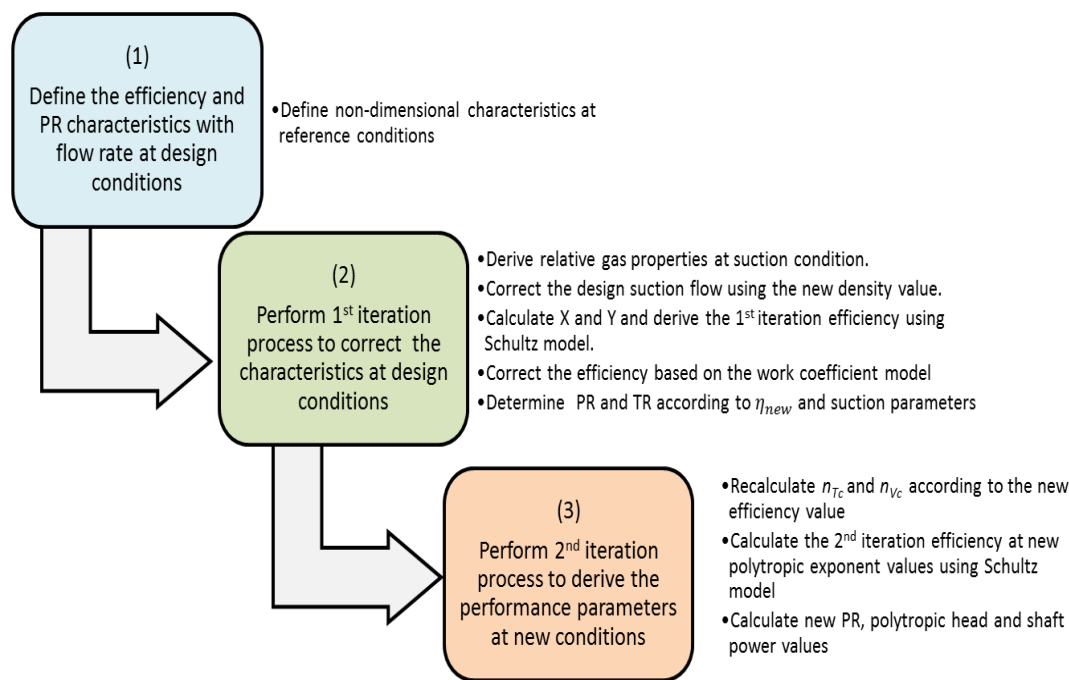 (1)
Define the efficiency and
PR characteristics with
flow rate at design
conditions
•Define non-dimensional characteristics at
reference conditions
(2)
Perform 1st iteration
process to correct the
characteristics at design
conditions
•Derive relative gas properties at suction condition.
•Correct the design suction flow using the new density value.
•Calculate X and Y and derive the 1st iteration efficiency using
Schultz model.
•Correct the efficiency based on the work coefficient model
•Determine PR and TR according to ηnew and suction parameters
(3)
Perform 2nd iteration
process to derive the
performance parameters
at new conditions
•Recalculate nTc and nVc according to the new
efficiency value
•Calculate the 2nd iteration efficiency at new
polytropic exponent values using Schultz
model
•Calculate new PR, polytropic head and shaft
power values